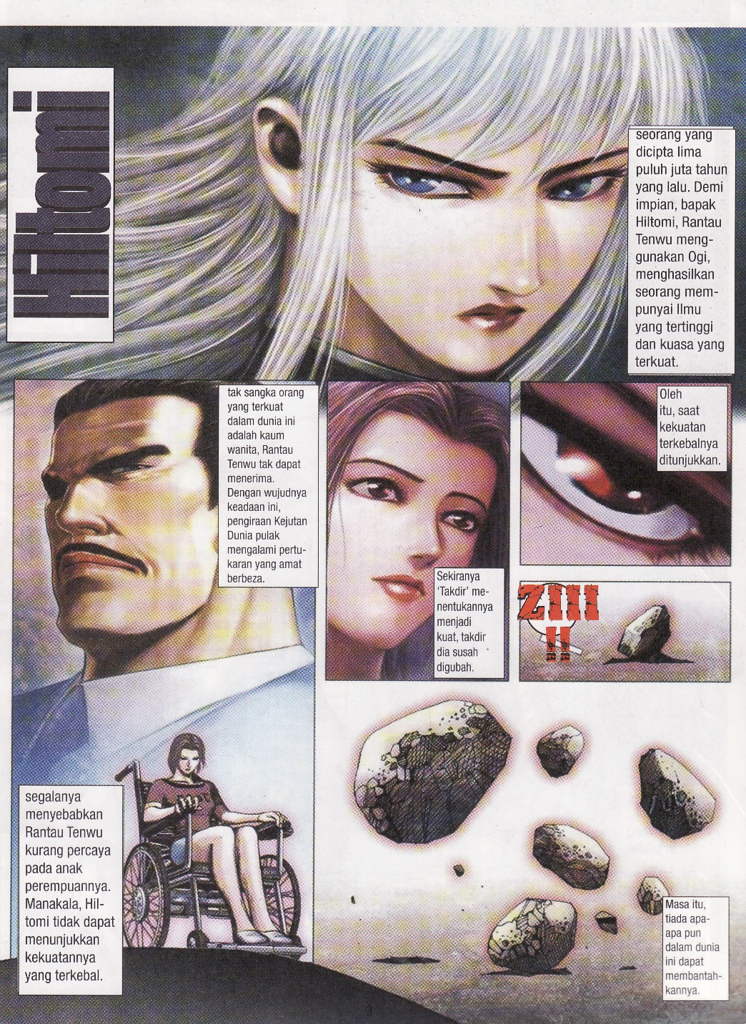 Hiltomi
seorang yang
dicipta lima
puluh juta tahun
yang lalu. Demi
impian, bapak
Hiltomi, Rantau
Tenwu meng-
gunakan Ogi,
menghasilkan
seorang mem-
punyai Ilmu
yang tertinggi
dan kuasa yang
terkuat.
tak sangka orang
yang terkuat
dalam dunia ini
adalah kaum
wanita, Rantau
Tenwu tak dapat
menerima.
Dengan wujudnya
keadaan ini,
pengiraan Kejutan
Dunia pulak
mengalami pertu-
karan yang amat
berbeza.
Sekiranya
'Takdir' me-
nentukannya
menjadi
kuat, takdir
dia susah
digubah.
Oleh
itu, saat
kekuatan
terkebalnya
ditunjukkan.
ZIII
!!
segalanya
menyebabkan
Rantau Tenwu
kurang percaya
pada anak
perempuannya.
Manakala, Hil-
tomi tidak dapat
menunjukkan
kekuatannya
yang terkebal.
Masa itu,
tiada apa-
apa pun
dalam dunia
ini dapat
membantah-
kannya.